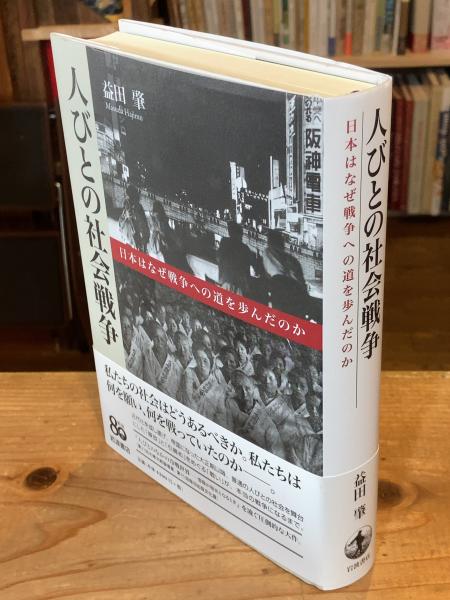 益田 肇
Masuda Hajimu
人びとの社会戦争
阪神電車
日本はなぜ戦争への道を歩んだのか
私たちの社会はどうあるべきか。私たちは
何を願い、何を戦っていたのか――。
80
岩波書店
人びとの社会戦争
日本はなぜ戦争への道を歩んだのか
益田 肇
岩波書店